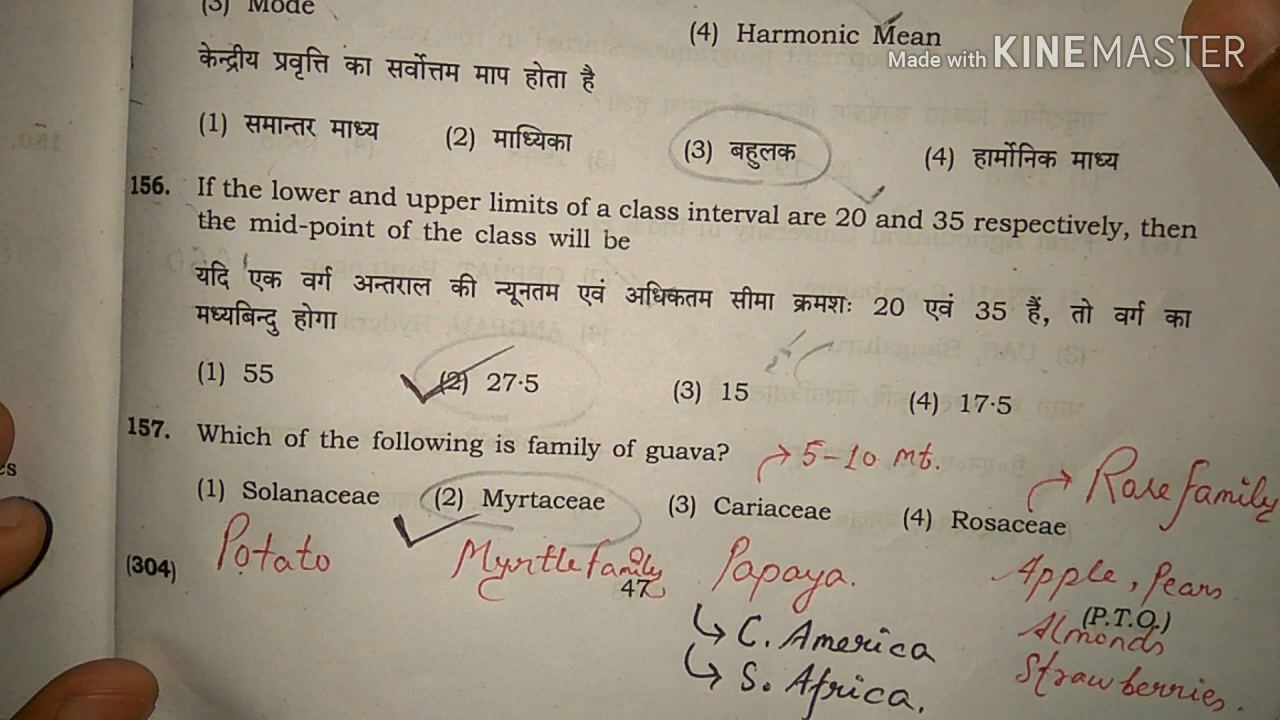 (3) Mode
(4) Harmonic Mean
Made with KINEMASTER
केन्द्रीय प्रवृत्ति का सर्वोत्तम माप होता है
(1) समान्तर माध्य (2) माध्यिका (3) बहुलक (4) हार्मोनिक माध्य
156. If the lower and upper limits of a class interval are 20 and 35 respectively, then
the mid-point of the class will be
यदि एक वर्ग अन्तराल की न्यूनतम एवं अधिकतम सीमा क्रमशः 20 एवं 35 हैं, तो वर्ग का
मध्यबिन्दु होगा
(1) 55 (2) 27·5 (3) 15 (4) 17·5
157. Which of the following is family of guava? → 5-10 mt.
→ Rose family
(1) Solanaceae (2) Myrtaceae (3) Cariaceae (4) Rosaceae
Potato Myrtle family Papaya. Apple, Pears
(304) 47 (P.T.O.)
↳ C. America Almonds
↳ S. Africa. Strawberries.